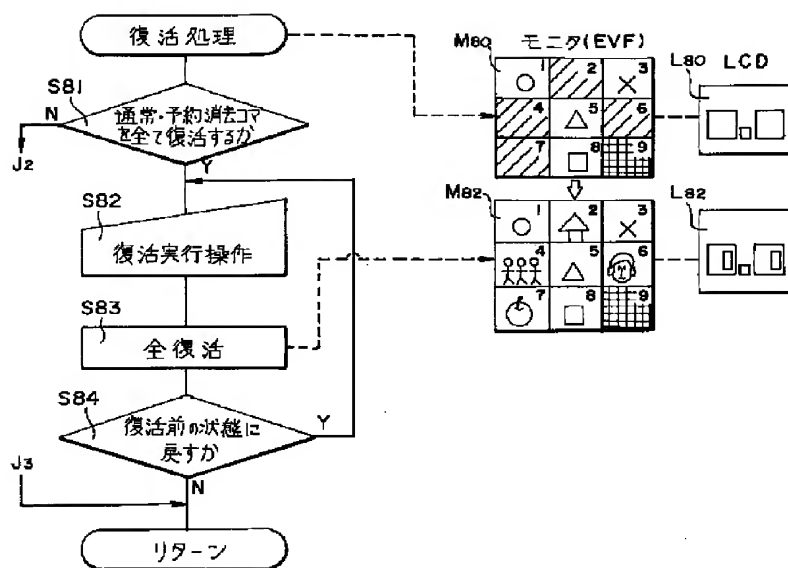 復活処理
S81
通常・予約消去コマ
を全て復活するか
N
J2
Y
S82
復活実行操作
S83
全復活
S84
復活前の状態に
戻すか
Y
J3
N
リターン
M80
モニタ(EVF)
1 2 3
4 5 6
7 8 9
L80
LCD
M82
1 2 3
4 5 6
7 8 9
L82